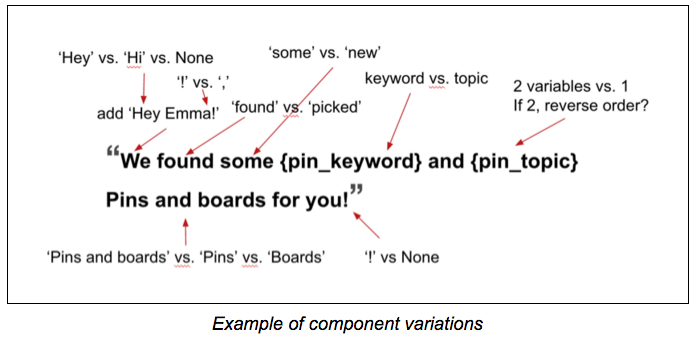 'some' vs. 'new'
'Hey' vs. 'Hi' vs. None
'!' vs. ','
keyword vs. topic
2 variables vs. 1
If 2, reverse order?
add 'Hey Emma!'
'found' vs. 'picked'
“We found some {pin_keyword} and {pin_topic}
Pins and boards for you!”
'Pins and boards' vs. 'Pins' vs. 'Boards'
'!' vs None
Example of component variations